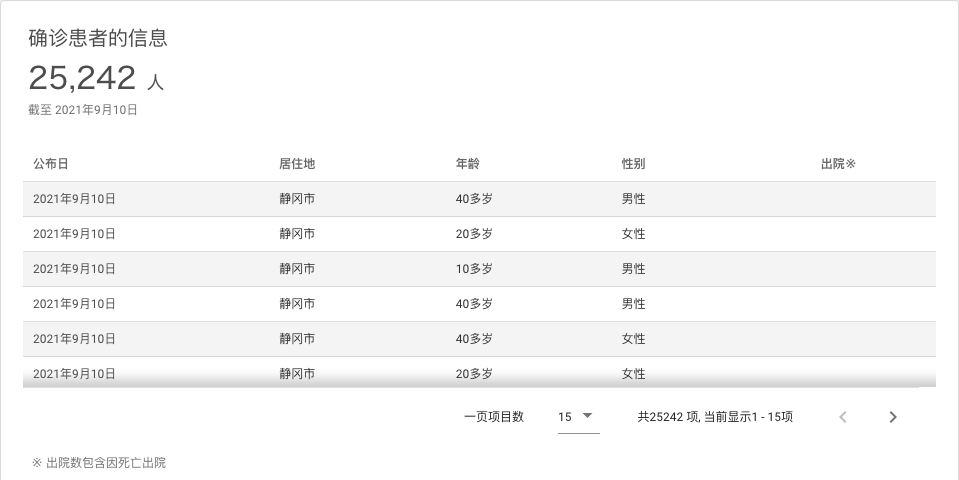 确诊患者的信息
25,242 人
截至 2021年9月10日
公布日 居住地 年龄 性别 出院※
2021年9月10日 静冈市 40多岁 男性
2021年9月10日 静冈市 20多岁 女性
2021年9月10日 静冈市 10多岁 男性
2021年9月10日 静冈市 40多岁 男性
2021年9月10日 静冈市 40多岁 女性
2021年9月10日 静冈市 20多岁 女性
一页项目数 15 共25242 项, 当前显示1 - 15项
※ 出院数包含因死亡出院